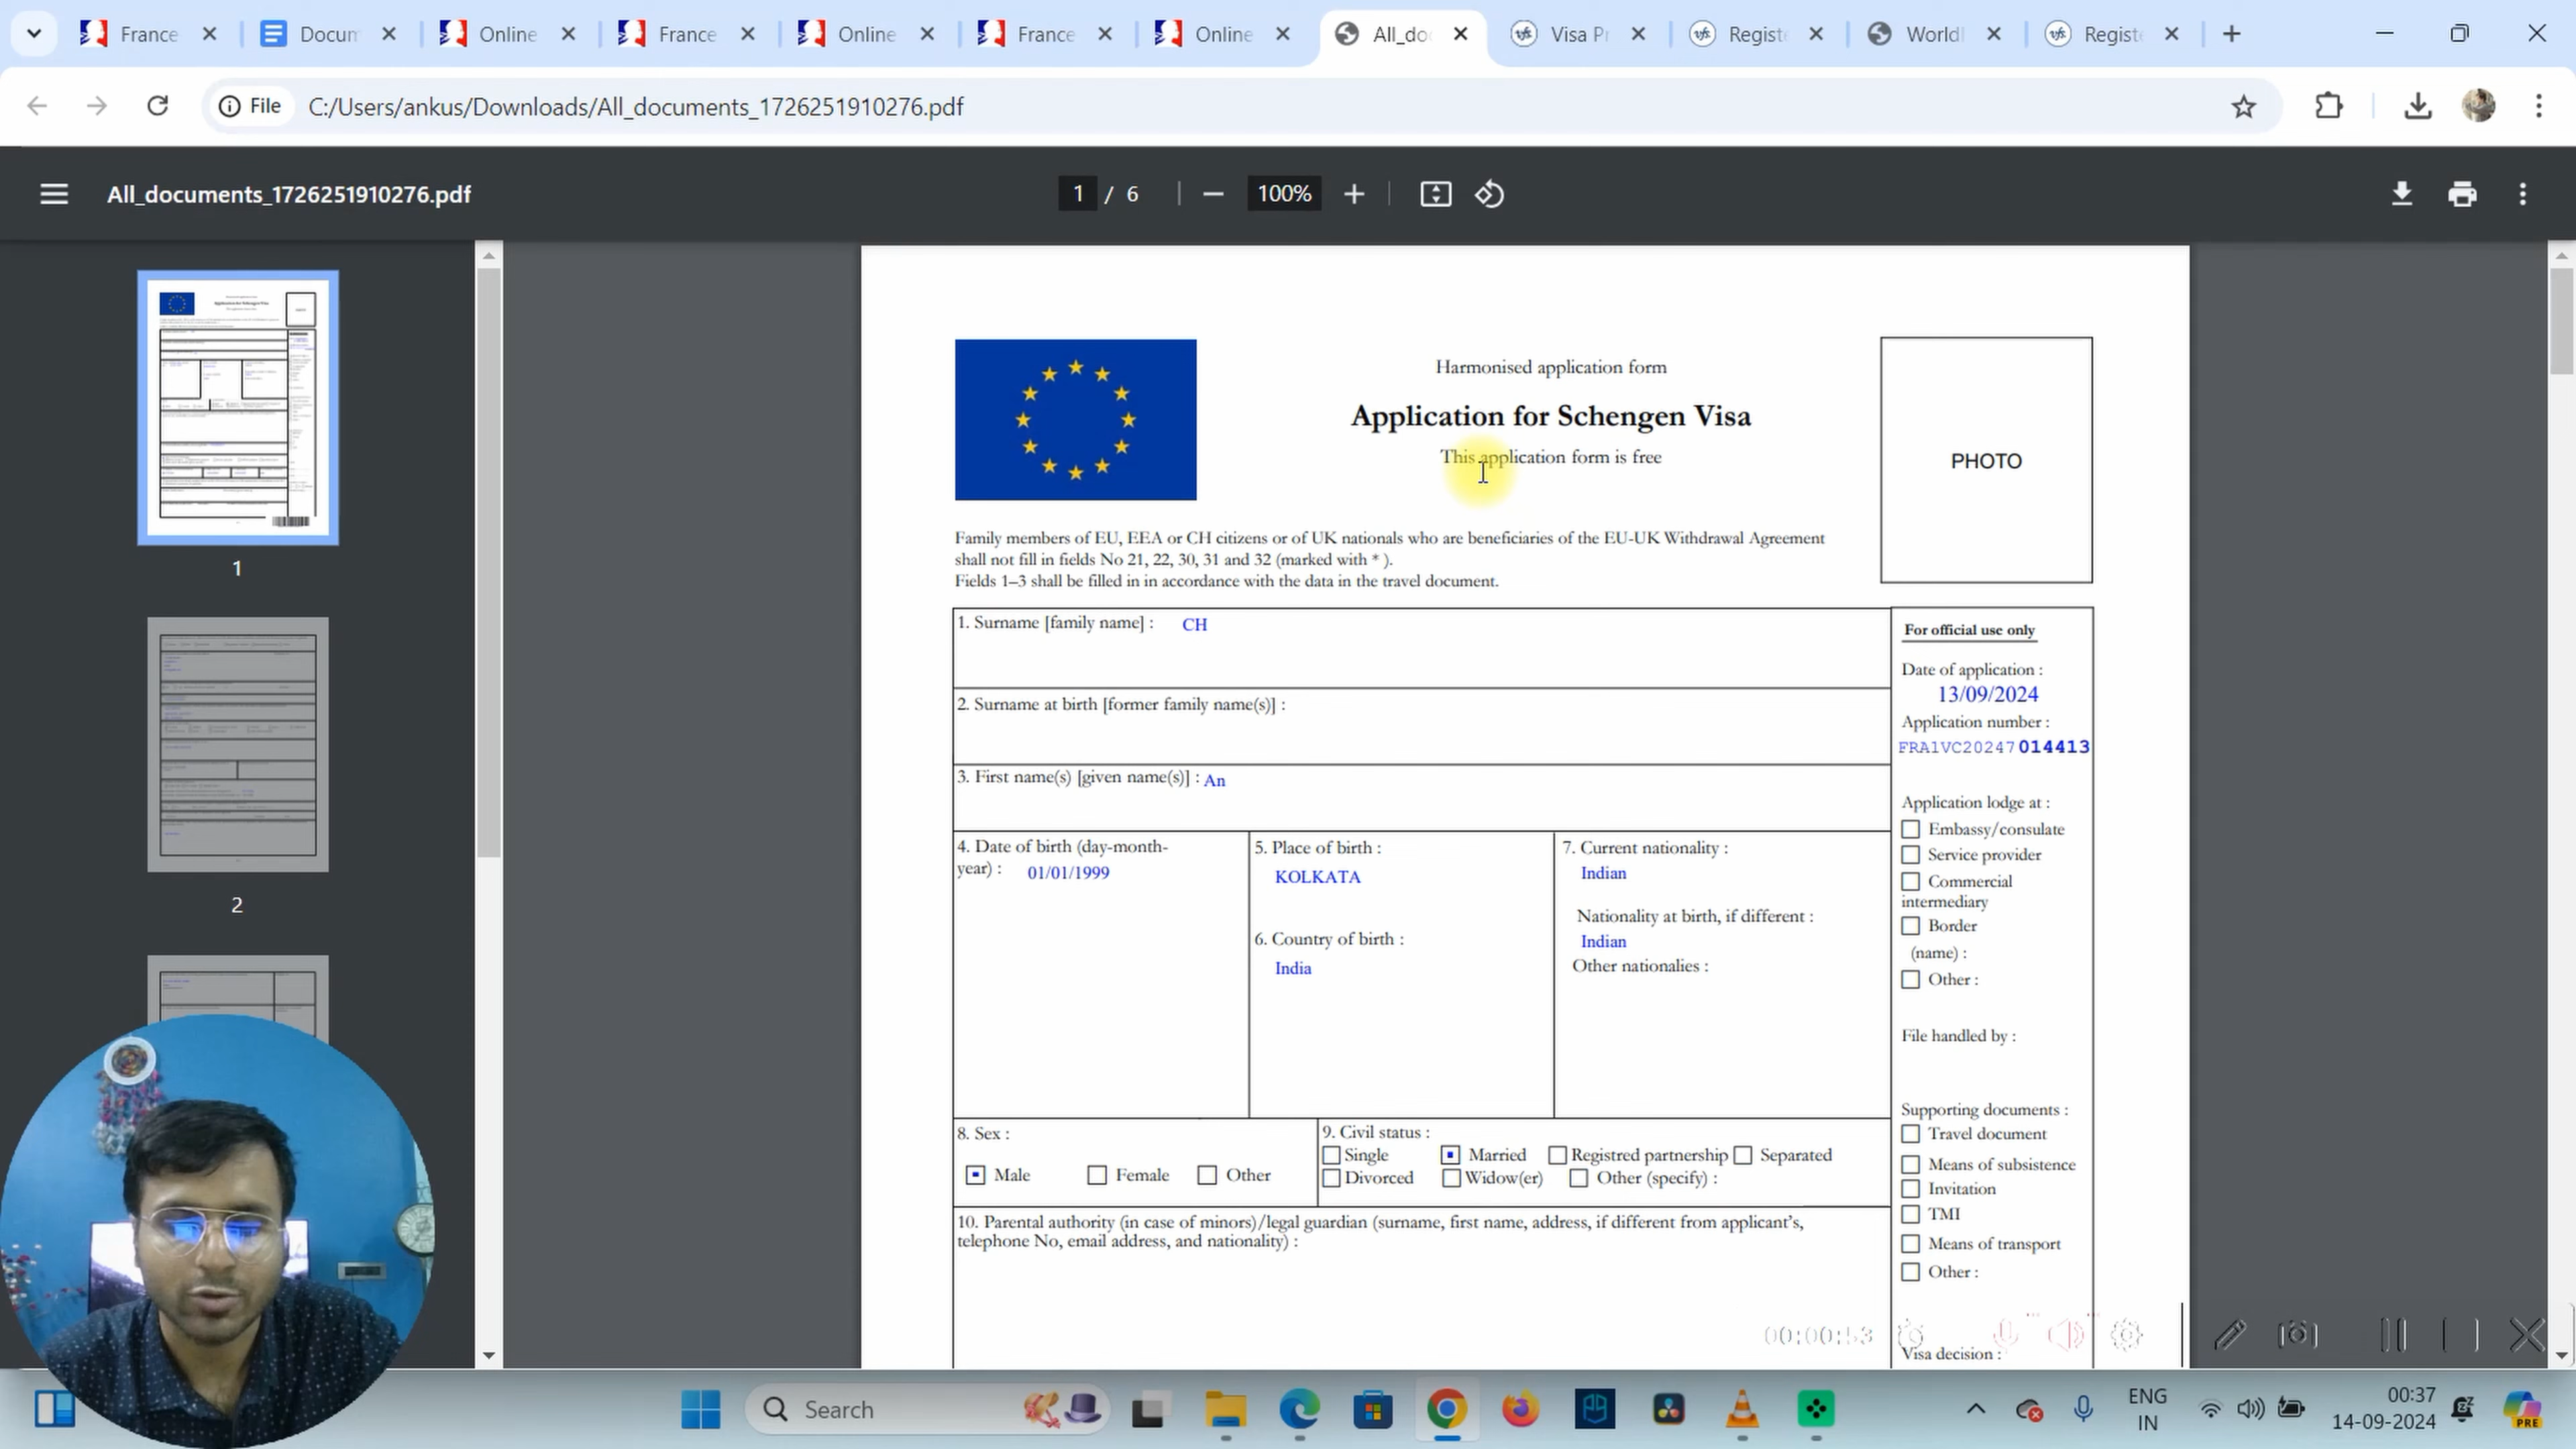 France
Docum
Online
France
Online
France
Online
All_do
Visa Pr
Registe
World
Registe
File
C:/Users/ankus/Downloads/All_documents_1726251910276.pdf
All_documents_1726251910276.pdf
1 / 6
100%
1
2
Harmonised application form
Application for Schengen Visa
This application form is free
PHOTO
Family members of EU, EEA or CH citizens or of UK nationals who are beneficiaries of the EU-UK Withdrawal Agreement
shall not fill in fields No 21, 22, 30, 31 and 32 (marked with * ).
Fields 1–3 shall be filled in in accordance with the data in the travel document.
1. Surname [family name] : CH
2. Surname at birth [former family name(s)] :
3. First name(s) [given name(s)] : An
4. Date of birth (day-month-
year) : 01/01/1999
5. Place of birth :
KOLKATA
6. Country of birth :
India
7. Current nationality :
Indian
Nationality at birth, if different :
Indian
Other nationalies :
8. Sex :
Male Female Other
9. Civil status :
Single Married Registred partnership Separated
Divorced Widow(er) Other (specify) :
10. Parental authority (in case of minors)/legal guardian (surname, first name, address, if different from applicant's,
telephone No, email address, and nationality) :
For official use only
Date of application :
13/09/2024
Application number :
FRA1VC20247014413
Application lodge at :
Embassy/consulate
Service provider
Commercial
intermediary
Border
(name) :
Other :
File handled by :
Supporting documents :
Travel document
Means of subsistence
Invitation
TMI
Means of transport
Other :
Visa decision :
00:00:53
Search
ENG
IN
00:37
14-09-2024
PRE